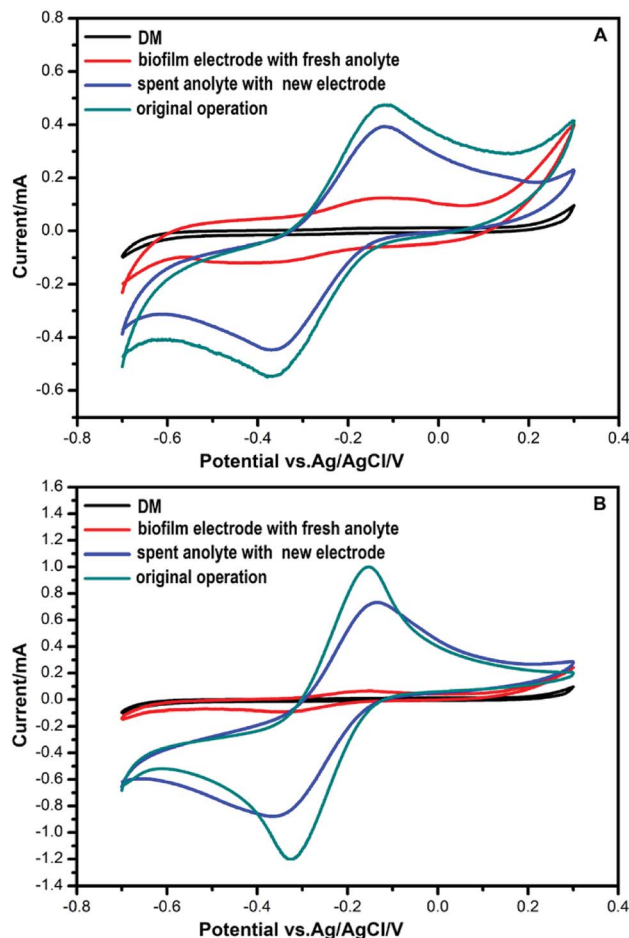 0.8
A
DM
biofilm electrode with fresh anolyte
spent anolyte with new electrode
original operation
0.6
0.4
0.2
0.0
-0.2
-0.4
-0.6
Current/mA
-0.8 -0.6 -0.4 -0.2 0.0 0.2 0.4
Potential vs.Ag/AgCl/V
1.6
B
DM
biofilm electrode with fresh anolyte
spent anolyte with new electrode
original operation
1.4
1.2
1.0
0.8
0.6
0.4
0.2
0.0
-0.2
-0.4
-0.6
-0.8
-1.0
-1.2
-1.4
Current/mA
-0.8 -0.6 -0.4 -0.2 0.0 0.2 0.4
Potential vs.Ag/AgCl/V